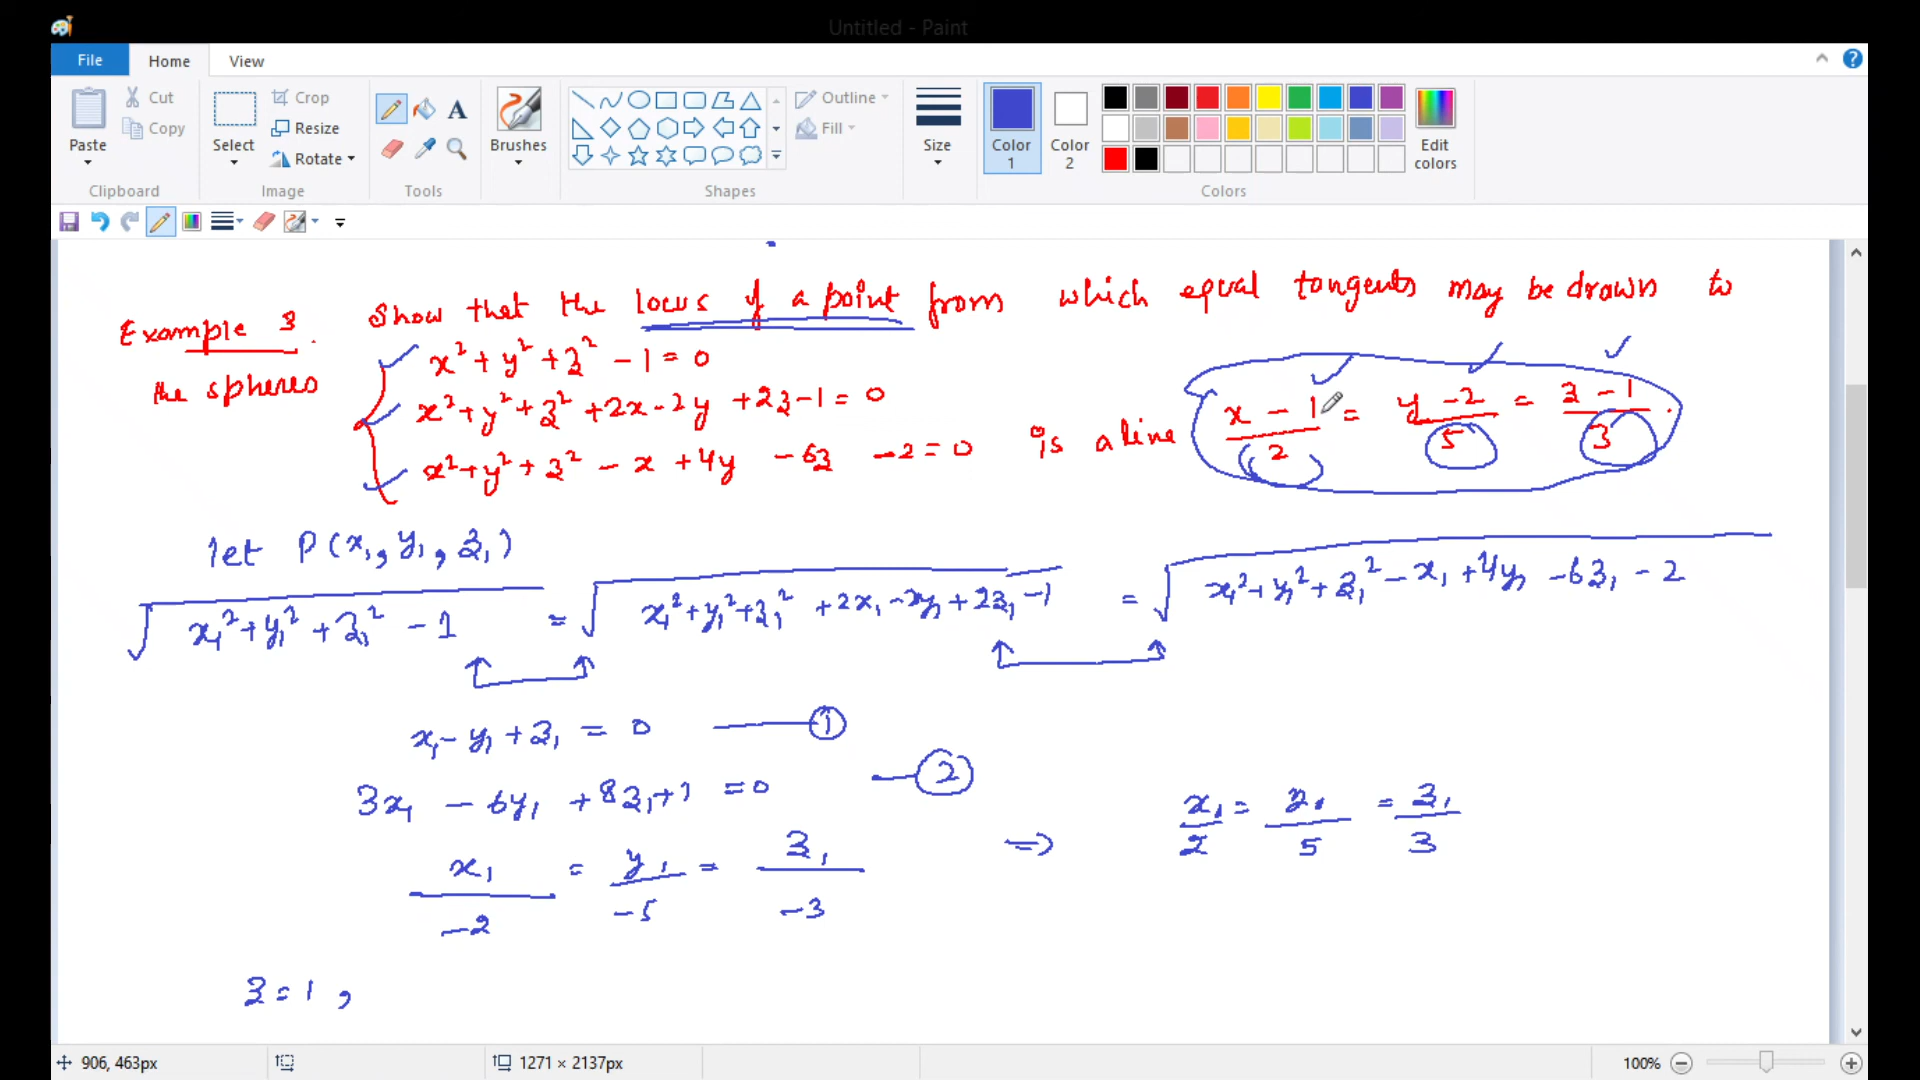 Untitled - Paint
File Home View
Cut
Copy
Paste
Clipboard
Select
Crop
Resize
Rotate
Image
A
Tools
Brushes
Shapes
Outline
Fill
Size
Color 1
Color 2
Colors
Edit colors
Example 3. Show that the locus of a point from which equal tangents may be drawn to
the spheres
x² + y² + z² - 1 = 0
x² + y² + z² + 2x - 2y + 2z - 1 = 0
x² + y² + z² - x + 4y - 6z - 2 = 0 is a line (x - 1)/2 = (y - 2)/5 = (z - 1)/3.
let P(x₁, y₁, z₁)
√(x₁² + y₁² + z₁² - 1) = √(x₁² + y₁² + z₁² + 2x₁ - 2y₁ + 2z₁ - 1) = √(x₁² + y₁² + z₁² - x₁ + 4y₁ - 6z₁ - 2)
x₁ - y₁ + z₁ = 0 — ①
3x₁ - 6y₁ + 8z₁ + 1 = 0 — ②
x₁/-2 = y₁/-5 = z₁/-3 ⇒ x₁/2 = y₁/5 = z₁/3
z = 1 ,
906, 463px
1271 × 2137px
100%